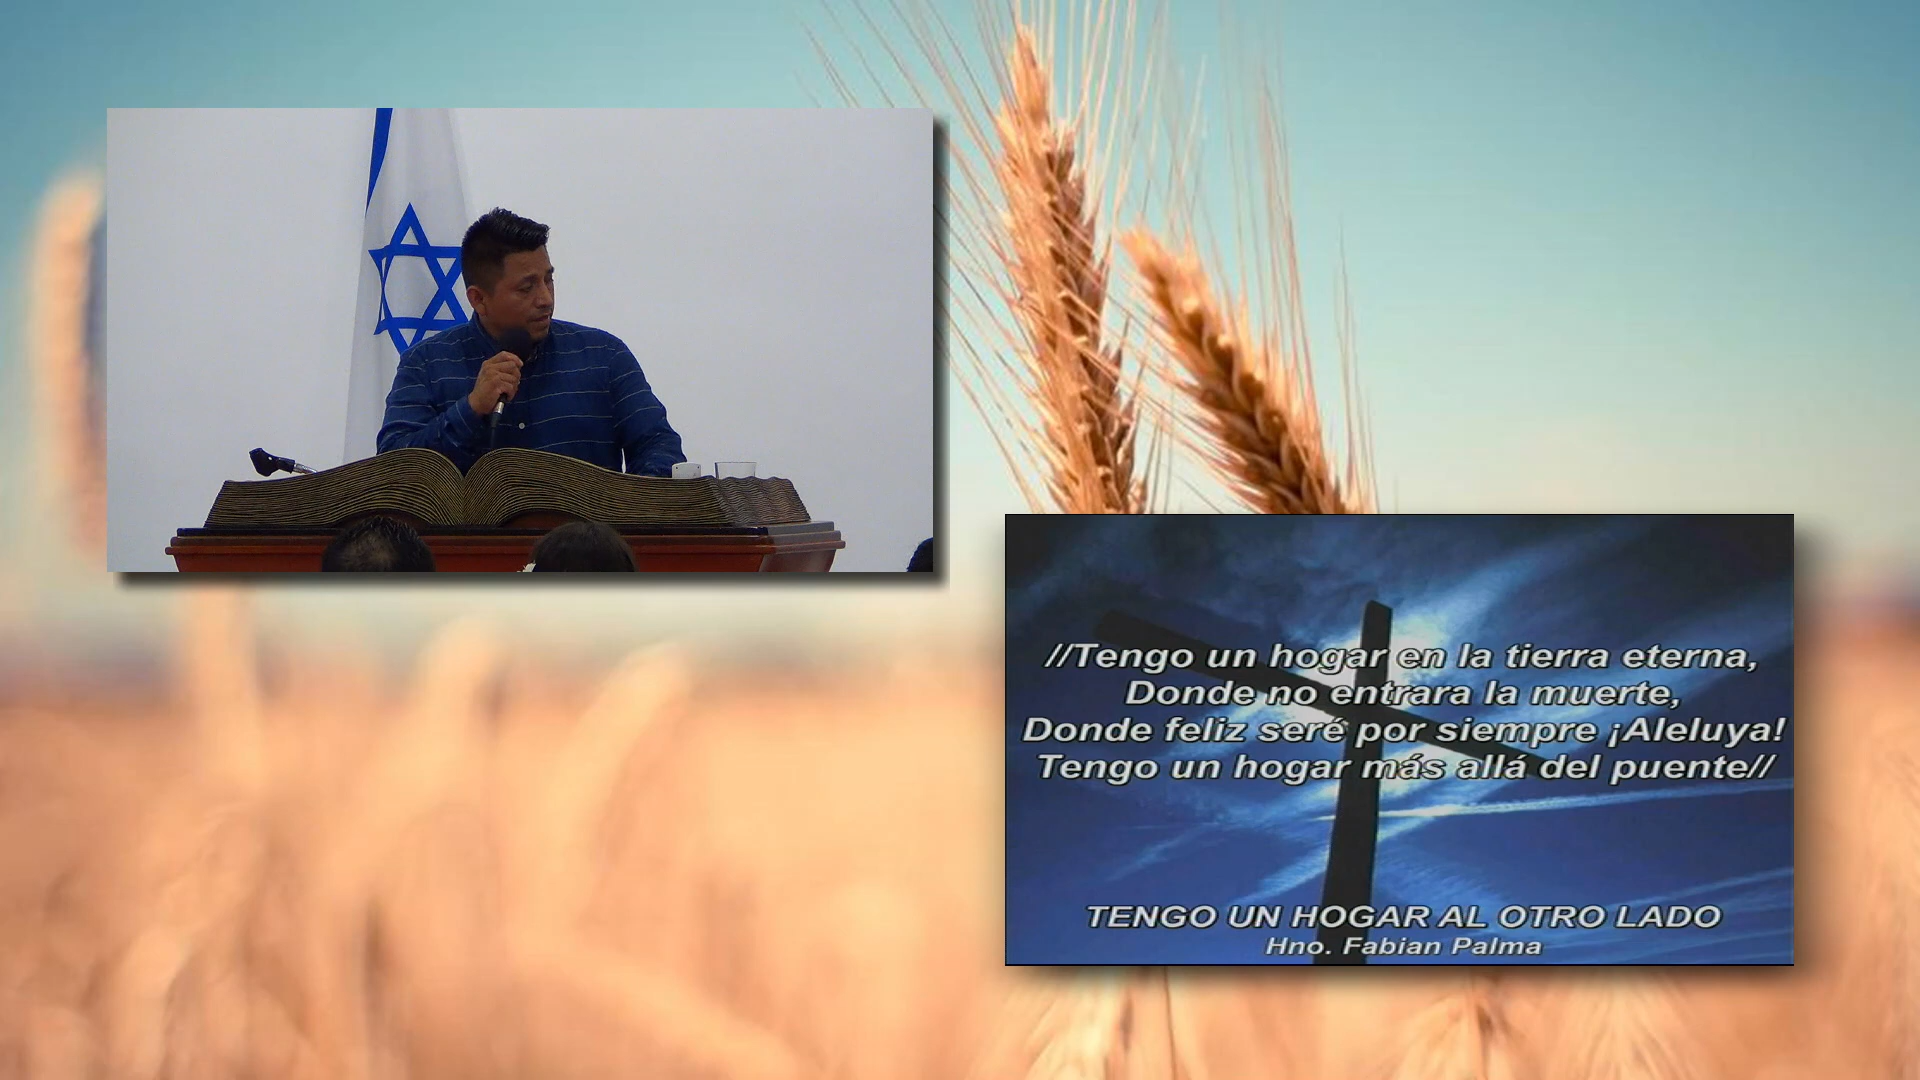 //Tengo un hogar en la tierra eterna,
Donde no entrara la muerte,
Donde feliz seré por siempre ¡Aleluya!
Tengo un hogar más allá del puente//
TENGO UN HOGAR AL OTRO LADO
Hno. Fabian Palma